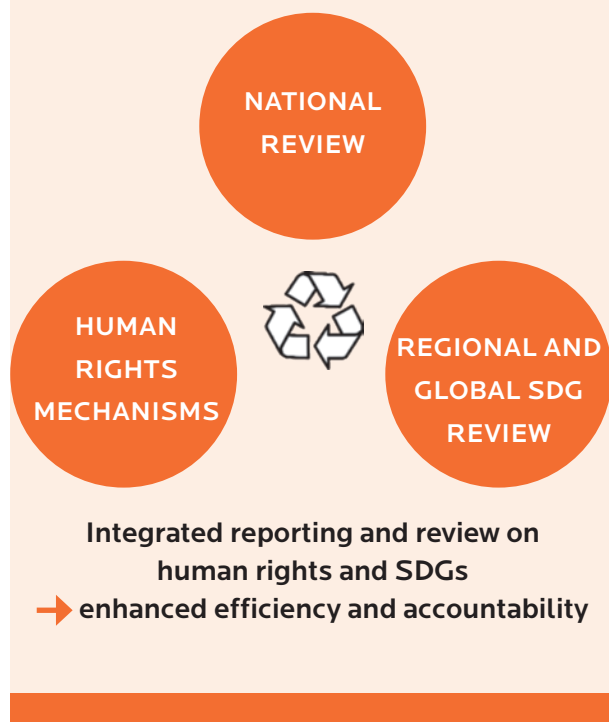 NATIONAL
REVIEW
HUMAN
RIGHTS
MECHANISMS
REGIONAL AND
GLOBAL SDG
REVIEW
Integrated reporting and review on
human rights and SDGs
enhanced efficiency and accountability